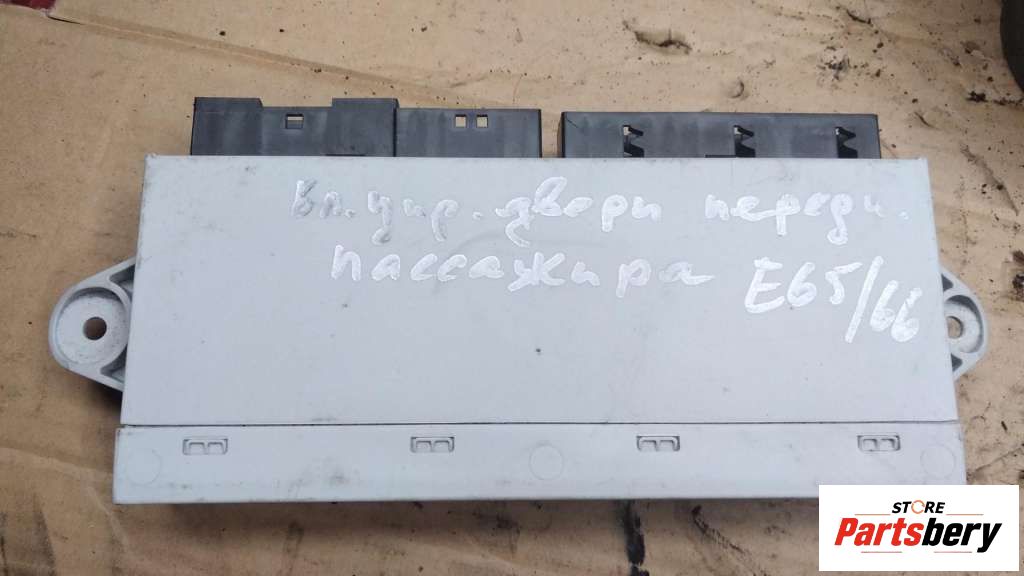 Бл. упр. двери передн.
пассажира E65/66
STORE
Partsbery